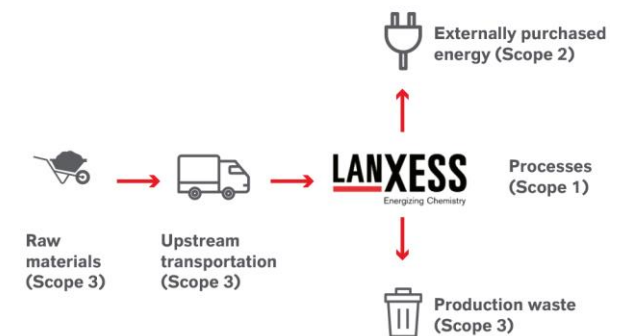 Externally purchased
energy (Scope 2)
LANXESS
Energizing Chemistry
Processes
(Scope 1)
Raw
materials
(Scope 3)
Upstream
transportation
(Scope 3)
Production waste
(Scope 3)